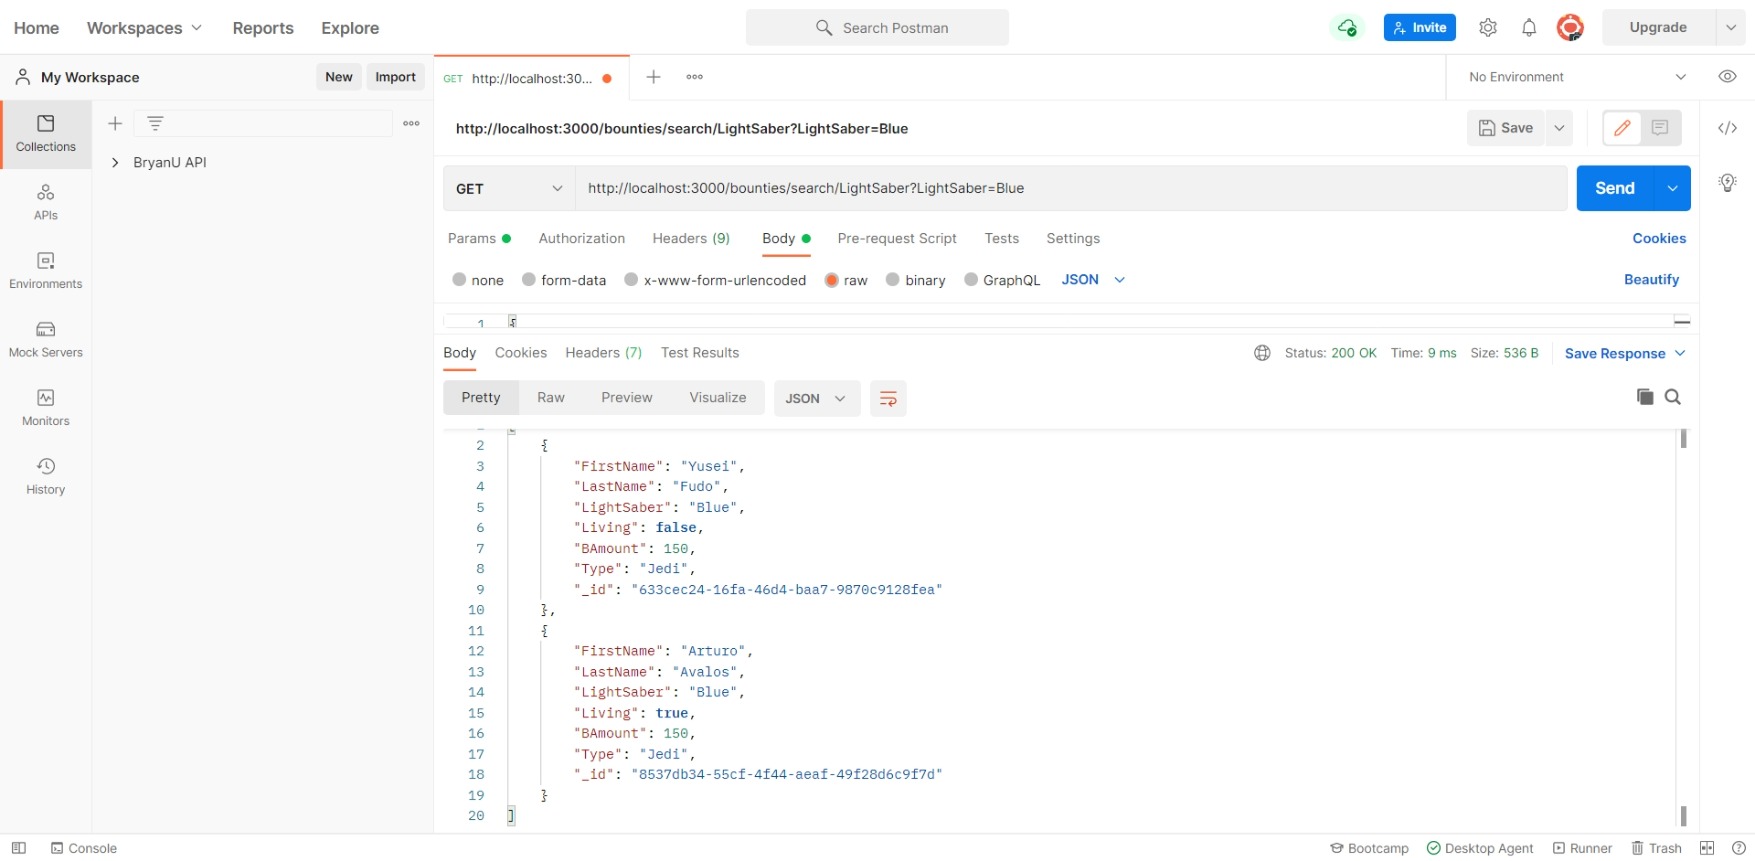 Home Workspaces Reports Explore Search Postman Invite Upgrade
My Workspace New Import GET http://localhost:30... No Environment
http://localhost:3000/bounties/search/LightSaber?LightSaber=Blue Save
Collections
BryanU API
GET http://localhost:3000/bounties/search/LightSaber?LightSaber=Blue Send
APIs
Params Authorization Headers (9) Body Pre-request Script Tests Settings Cookies
none form-data x-www-form-urlencoded raw binary GraphQL JSON Beautify
Environments
1 {
Mock Servers
Body Cookies Headers (7) Test Results Status: 200 OK Time: 9 ms Size: 536 B Save Response
Pretty Raw Preview Visualize JSON
Monitors
History
2 {
3 "FirstName": "Yusei",
4 "LastName": "Fudo",
5 "LightSaber": "Blue",
6 "Living": false,
7 "BAmount": 150,
8 "Type": "Jedi",
9 "_id": "633cec24-16fa-46d4-baa7-9870c9128fea"
10 },
11 {
12 "FirstName": "Arturo",
13 "LastName": "Avalos",
14 "LightSaber": "Blue",
15 "Living": true,
16 "BAmount": 150,
17 "Type": "Jedi",
18 "_id": "8537db34-55cf-4f44-aeaf-49f28d6c9f7d"
19 }
20 ]
Console Bootcamp Desktop Agent Runner Trash